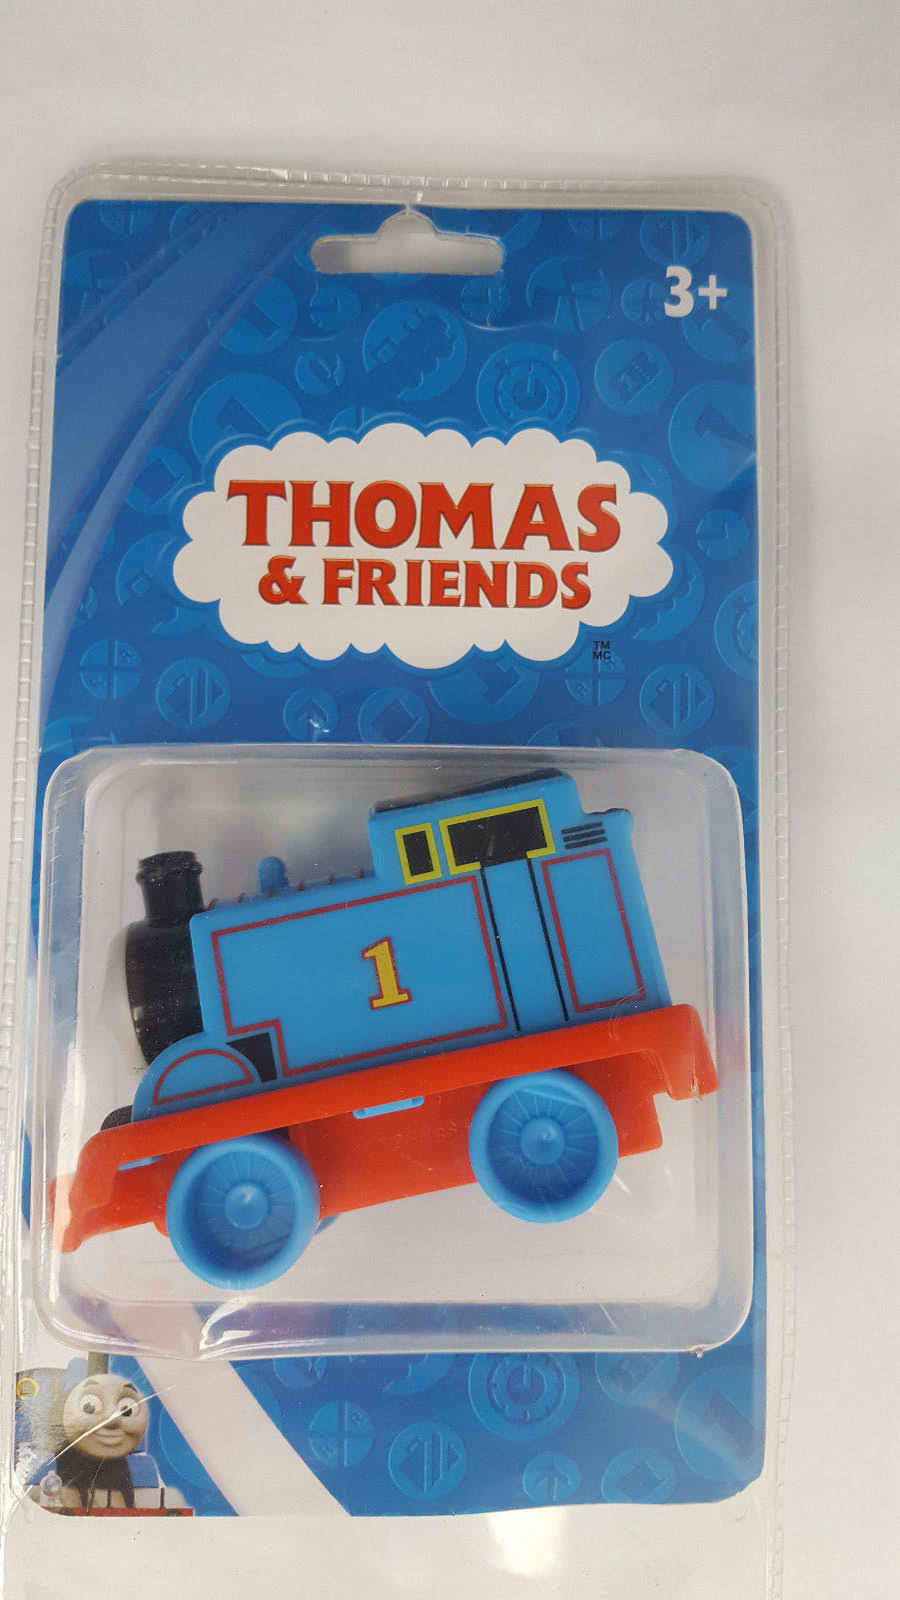 3+
THOMAS
& FRIENDS
TM
MC
1